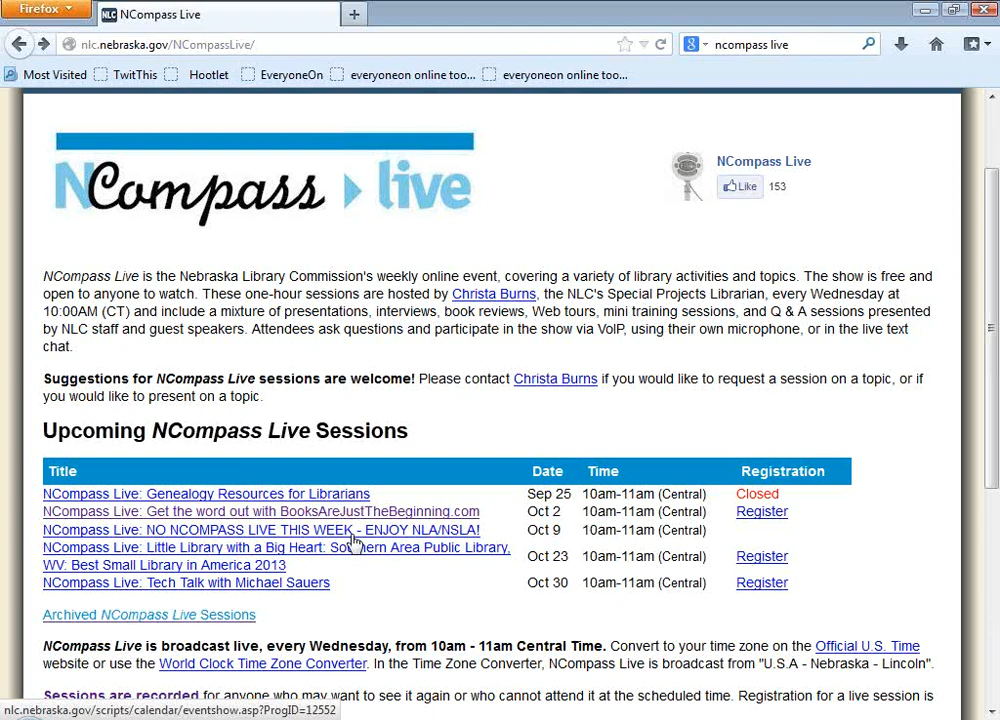 Firefox
NLC NCompass Live
nlc.nebraska.gov/NCompassLive/
ncompass live
Most Visited TwitThis Hootlet EveryoneOn everyoneon online too... everyoneon online too...
NCompass live
NCompass Live
Like 153
NCompass Live is the Nebraska Library Commission's weekly online event, covering a variety of library activities and topics. The show is free and
open to anyone to watch. These one-hour sessions are hosted by Christa Burns, the NLC's Special Projects Librarian, every Wednesday at
10:00AM (CT) and include a mixture of presentations, interviews, book reviews, Web tours, mini training sessions, and Q & A sessions presented
by NLC staff and guest speakers. Attendees ask questions and participate in the show via VoIP, using their own microphone, or in the live text
chat.
Suggestions for NCompass Live sessions are welcome! Please contact Christa Burns if you would like to request a session on a topic, or if
you would like to present on a topic.
Upcoming NCompass Live Sessions
Title Date Time Registration
NCompass Live: Genealogy Resources for Librarians Sep 25 10am-11am (Central) Closed
NCompass Live: Get the word out with BooksAreJustTheBeginning.com Oct 2 10am-11am (Central) Register
NCompass Live: NO NCOMPASS LIVE THIS WEEK - ENJOY NLA/NSLA! Oct 9 10am-11am (Central)
NCompass Live: Little Library with a Big Heart: Southern Area Public Library,
WV: Best Small Library in America 2013 Oct 23 10am-11am (Central) Register
NCompass Live: Tech Talk with Michael Sauers Oct 30 10am-11am (Central) Register
Archived NCompass Live Sessions
NCompass Live is broadcast live, every Wednesday, from 10am - 11am Central Time. Convert to your time zone on the Official U.S. Time
website or use the World Clock Time Zone Converter. In the Time Zone Converter, NCompass Live is broadcast from "U.S.A - Nebraska - Lincoln".
Sessions are recorded for anyone who may want to see it again or who cannot attend it at the scheduled time. Registration for a live session is
nlc.nebraska.gov/scripts/calendar/eventshow.asp?ProgID=12552